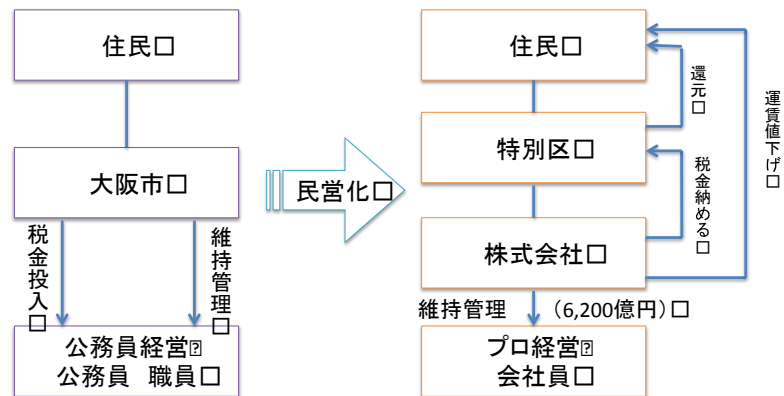 住民□
大阪市□
税金投入□
維持管理□
公務員経営⍰
公務員 職員□
民営化□
住民□
還元□
運賃値下げ□
特別区□
税金納める□
株式会社□
維持管理 （6,200億円）□
プロ経営⍰
会社員□